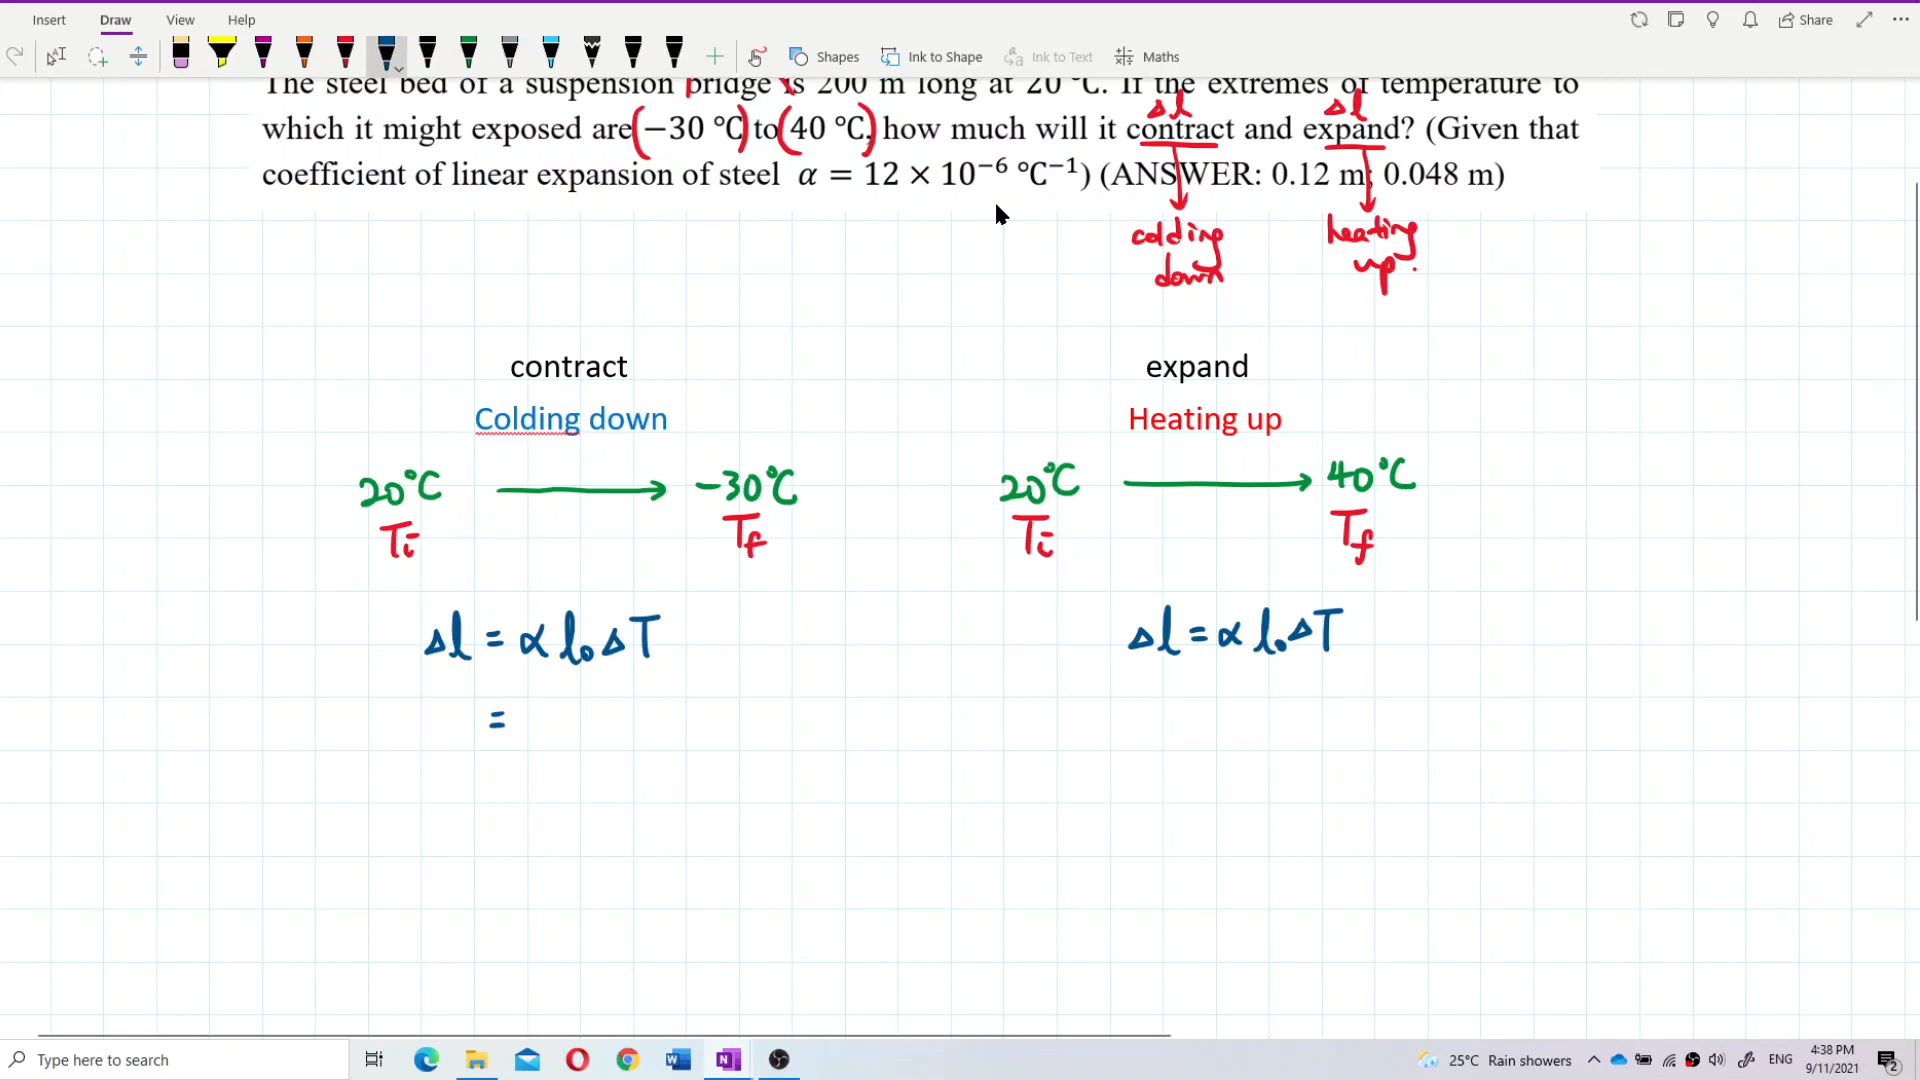 Insert Draw View Help
Share
Shapes Ink to Shape Ink to Text Maths
The steel bed of a suspension bridge is 200 m long at 20 °C. If the extremes of temperature to
which it might exposed are (−30 °C) to (40 °C, how much will it contract and expand? (Given that
coefficient of linear expansion of steel α = 12 × 10⁻⁶ °C⁻¹) (ANSWER: 0.12 m; 0.048 m)
Δl Δl
colding down
heating up.
contract
Colding down
20°C → -30°C
Ti Tf
Δl = α l₀ ΔT
=
expand
Heating up
20°C → 40°C
Ti Tf
Δl = α l₀ ΔT
Type here to search
25°C Rain showers
ENG
4:38 PM
9/11/2021
2